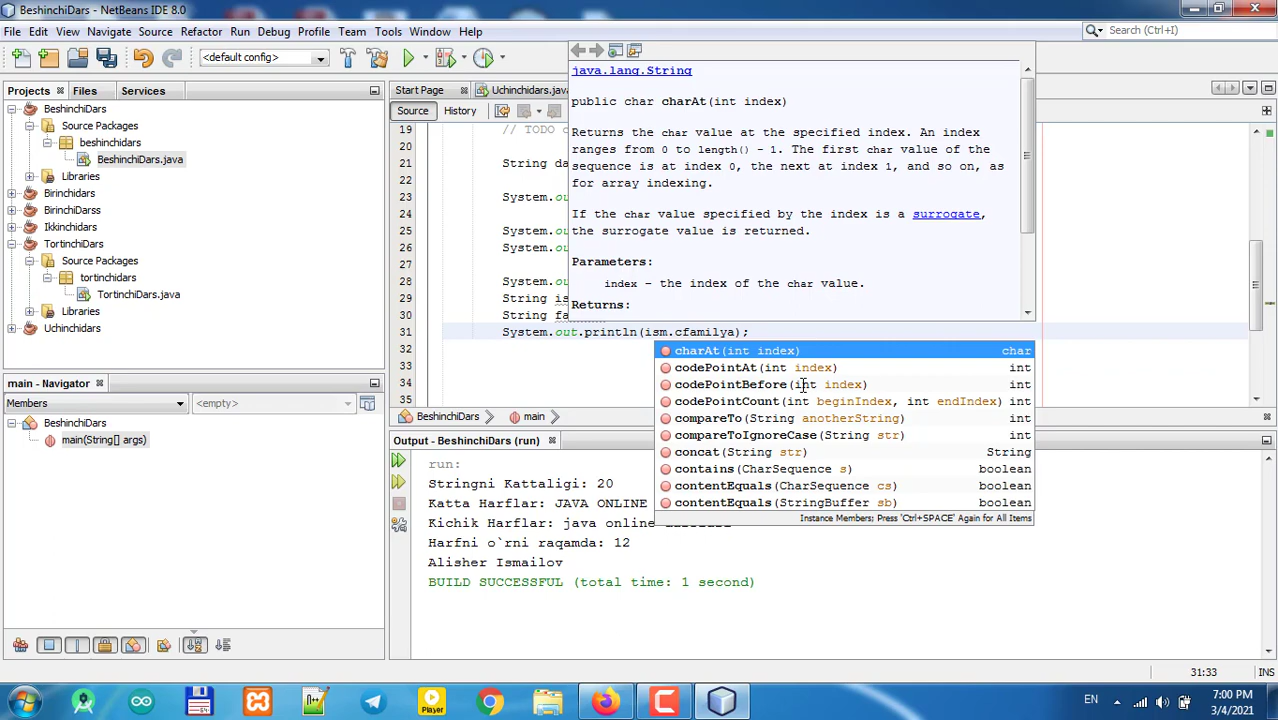 BeshinchiDars - NetBeans IDE 8.0
File Edit View Navigate Source Refactor Run Debug Profile Team Tools Window Help
Search (Ctrl+I)
<default config>
Projects Files Services
Start Page Uchinchidars.java
Source History
BeshinchiDars
Source Packages
beshinchidars
BeshinchiDars.java
Libraries
Birinchidars
BirinchiDarss
Ikkinchidars
TortinchiDars
Source Packages
tortinchidars
TortinchiDars.java
Libraries
Uchinchidars
main - Navigator
Members <empty>
BeshinchiDars
main(String[] args)
19 // TODO
20
21 String da
22
23 System.ou
24
25 System.ou
26 System.ou
27
28 System.ou
29 String is
30 String fa
31 System.out.println(ism.cfamilya);
32
33
34
35
java.lang.String
public char charAt(int index)
Returns the char value at the specified index. An index
ranges from 0 to length() - 1. The first char value of the
sequence is at index 0, the next at index 1, and so on, as
for array indexing.
If the char value specified by the index is a surrogate,
the surrogate value is returned.
Parameters:
index - the index of the char value.
Returns:
charAt(int index) char
codePointAt(int index) int
codePointBefore(int index) int
codePointCount(int beginIndex, int endIndex) int
compareTo(String anotherString) int
compareToIgnoreCase(String str) int
concat(String str) String
contains(CharSequence s) boolean
contentEquals(CharSequence cs) boolean
contentEquals(StringBuffer sb) boolean
Instance Members; Press 'Ctrl+SPACE' Again for All Items
BeshinchiDars main
Output - BeshinchiDars (run)
run:
Stringni Kattaligi: 20
Katta Harflar: JAVA ONLINE
Kichik Harflar: java online
Harfni o`rni raqamda: 12
Alisher Ismailov
BUILD SUCCESSFUL (total time: 1 second)
31:33 INS
Player
EN
7:00 PM
3/4/2021